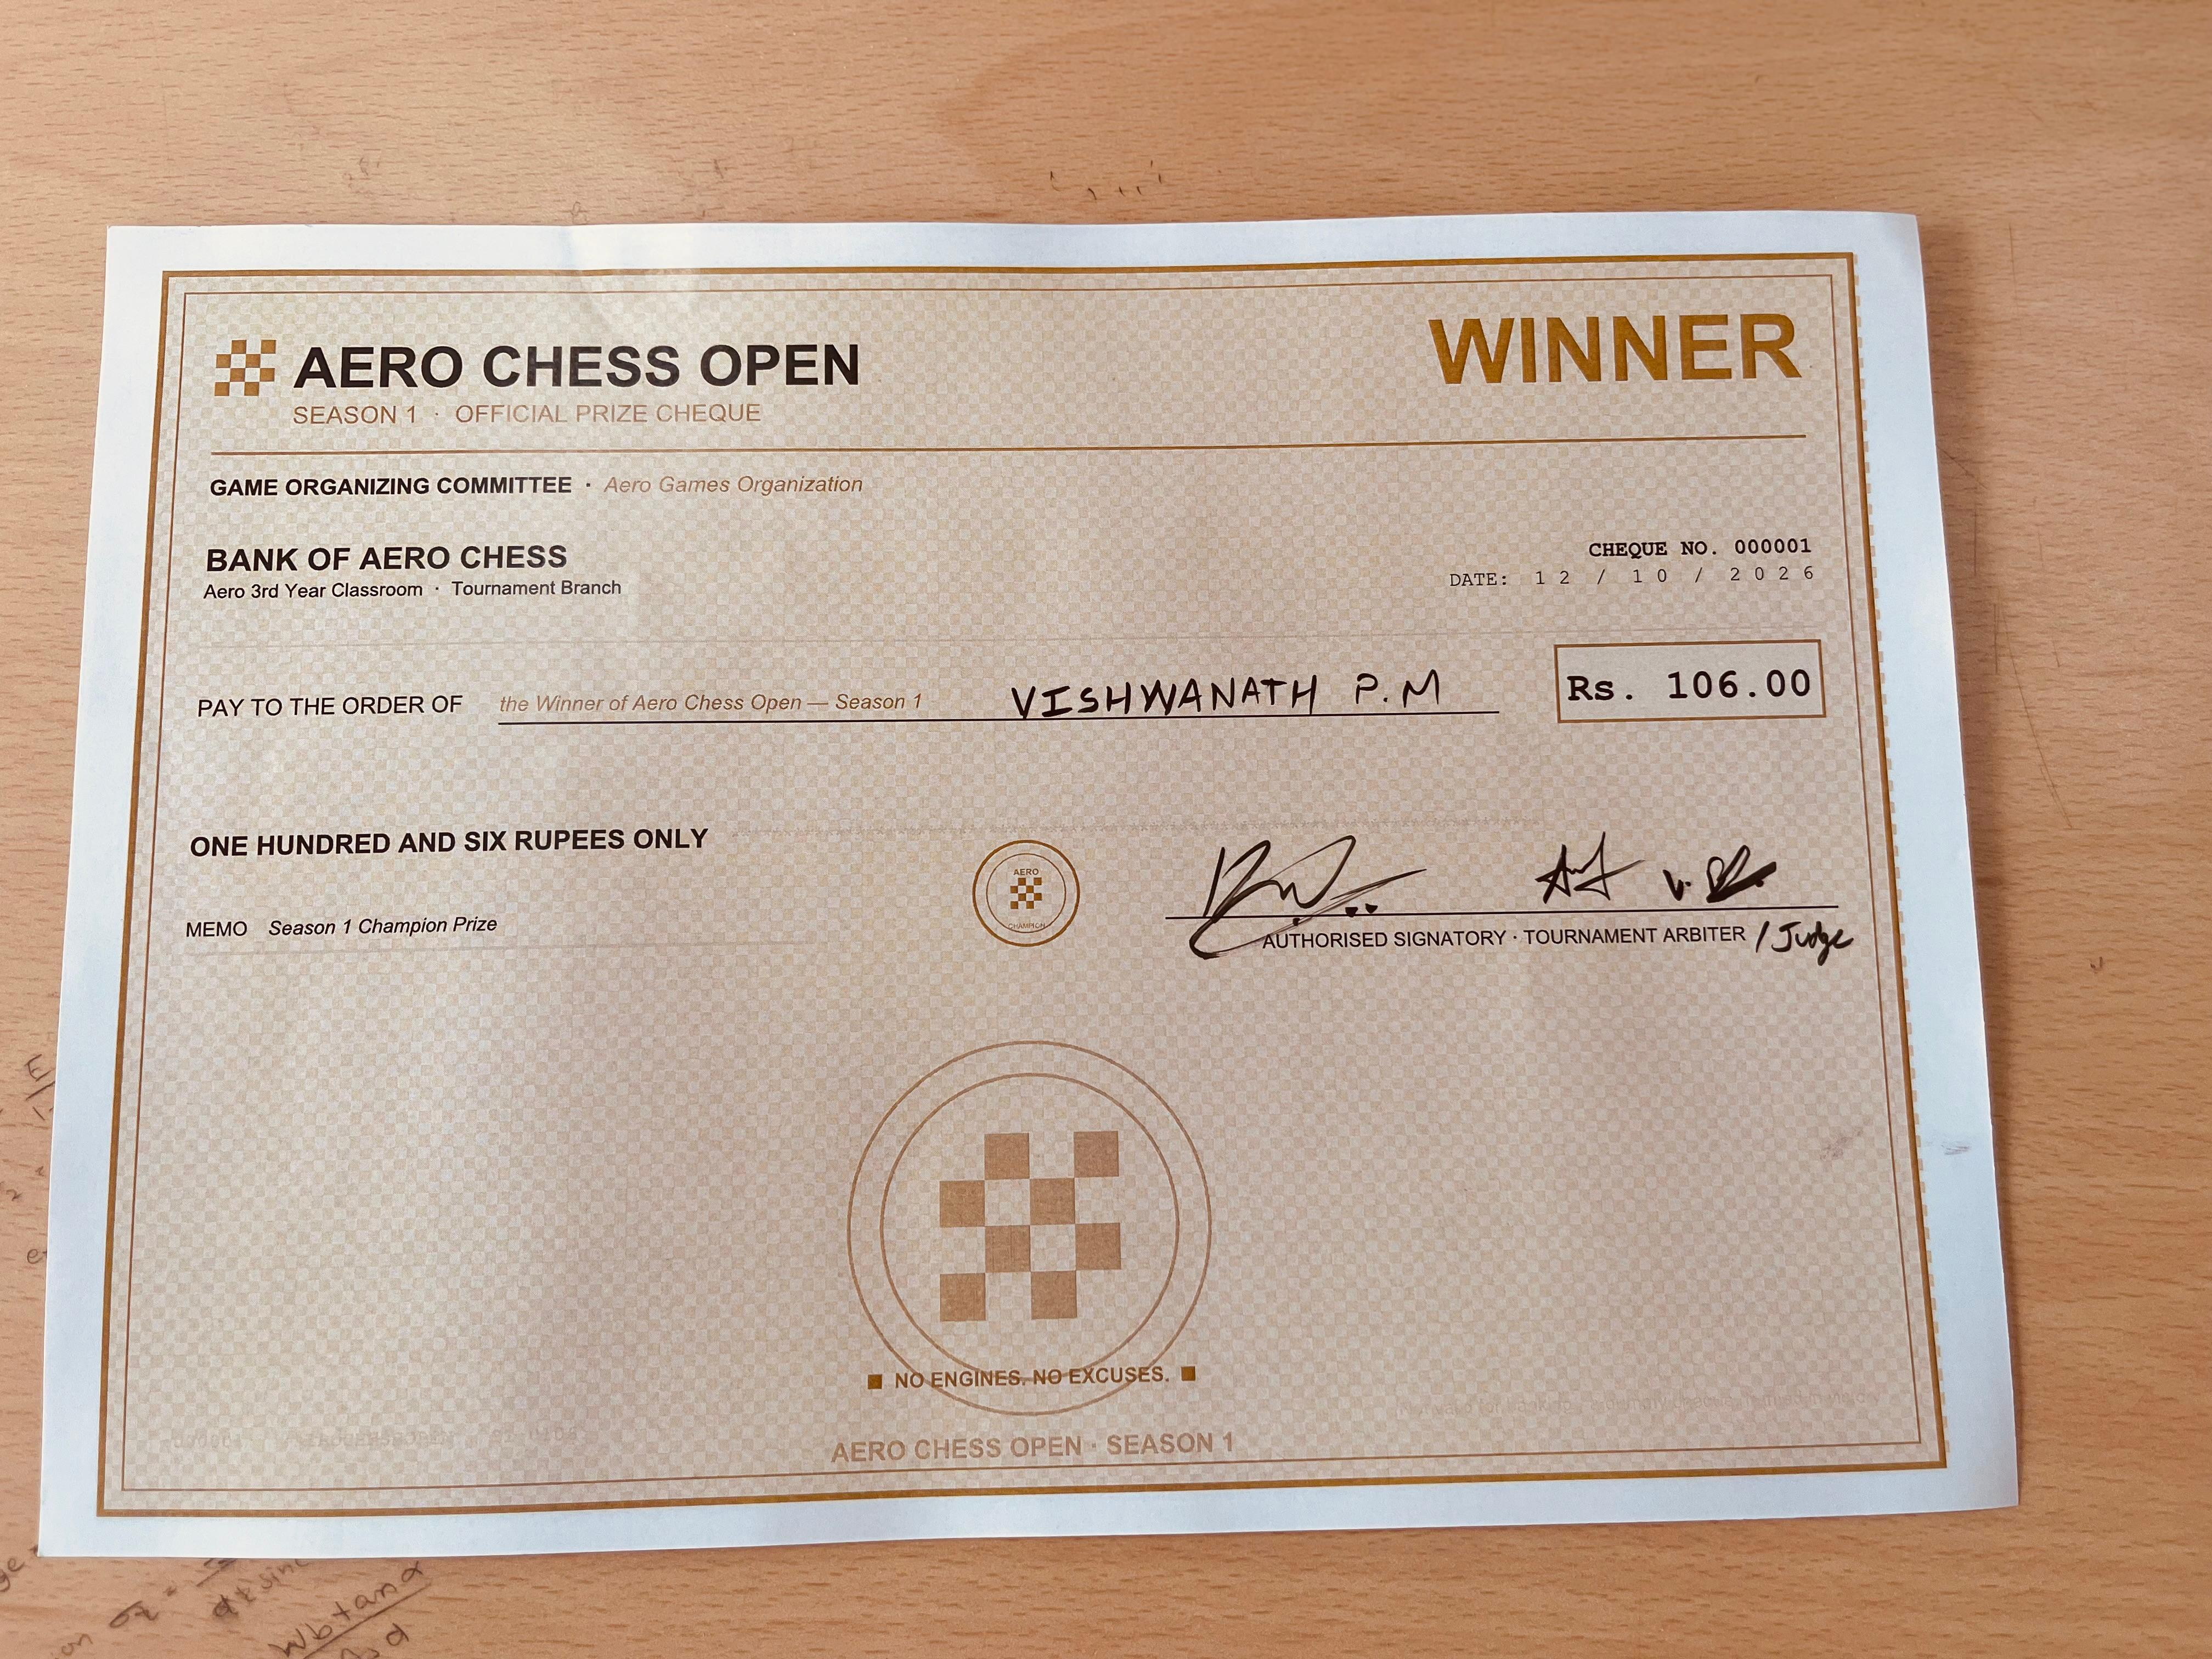 AERO CHESS OPEN
WINNER
SEASON 1 · OFFICIAL PRIZE CHEQUE
GAME ORGANIZING COMMITTEE · Aero Games Organization
BANK OF AERO CHESS
Aero 3rd Year Classroom · Tournament Branch
CHEQUE NO. 000001
DATE: 12 / 10 / 2026
PAY TO THE ORDER OF the Winner of Aero Chess Open — Season 1 VISHWANATH P.M
Rs. 106.00
ONE HUNDRED AND SIX RUPEES ONLY
AERO
CHAMPION
MEMO Season 1 Champion Prize
AUTHORISED SIGNATORY · TOURNAMENT ARBITER / Judge
NO ENGINES. NO EXCUSES.
AERO CHESS OPEN · SEASON 1
Wb tan α